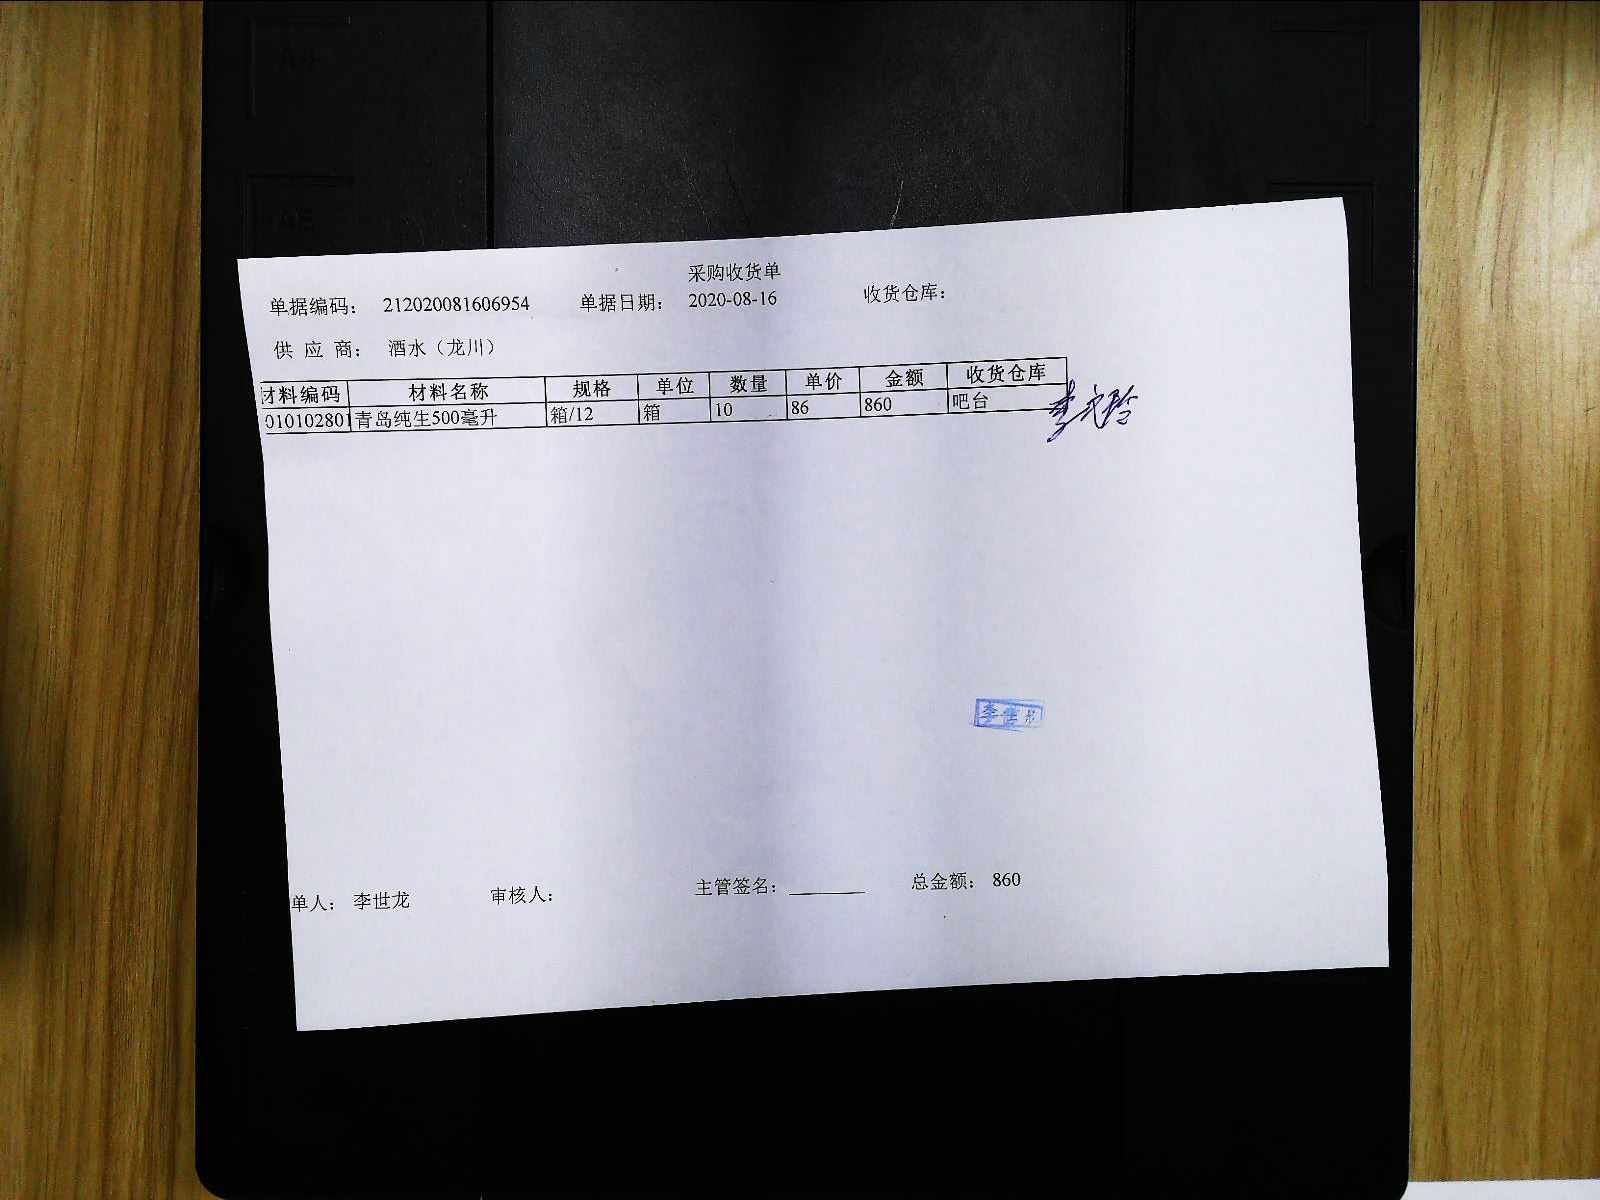 A4
A5
采购收货单
单据编码： 212020081606954 单据日期： 2020-08-16 收货仓库：
供 应 商： 酒水（龙川）
材料编码 材料名称 规格 单位 数量 单价 金额 收货仓库
010102801 青岛纯生500毫升 箱/12 箱 10 86 860 吧台
李世
单人： 李世龙 审核人： 主管签名： 总金额： 860